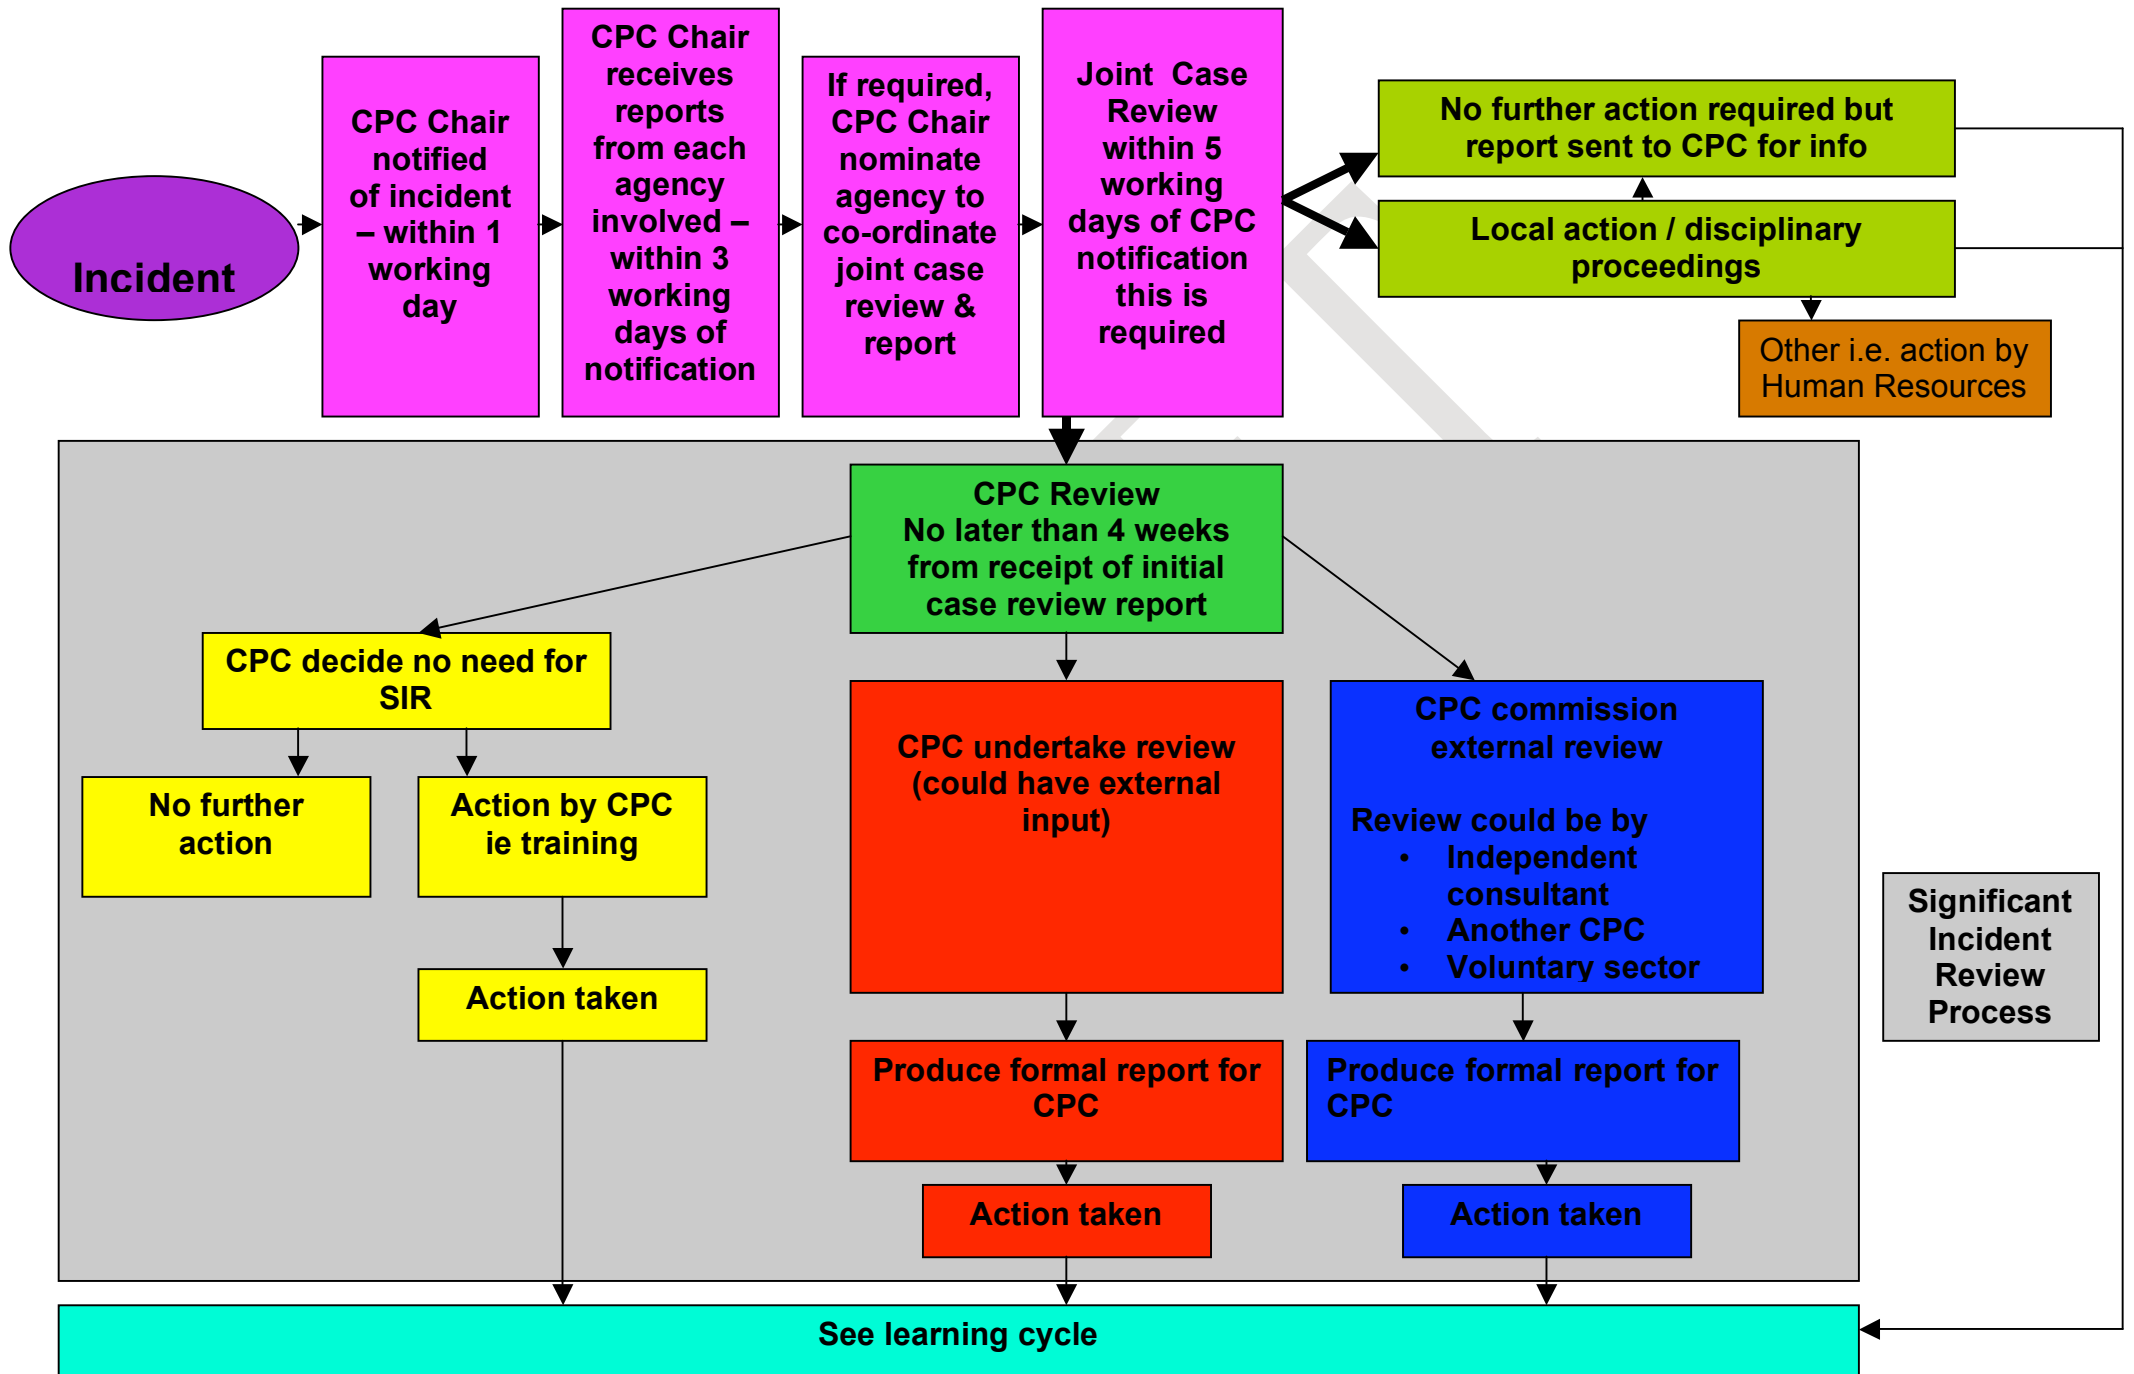 Incident
CPC Chair
notified
of incident
– within 1
working
day
CPC Chair
receives
reports
from each
agency
involved –
within 3
working
days of
notification
If required,
CPC Chair
nominate
agency to
co-ordinate
joint case
review &
report
Joint Case
Review
within 5
working
days of CPC
notification
this is
required
No further action required but
report sent to CPC for info
Local action / disciplinary
proceedings
Other i.e. action by
Human Resources
CPC Review
No later than 4 weeks
from receipt of initial
case review report
CPC decide no need for
SIR
No further
action
Action by CPC
ie training
Action taken
CPC undertake review
(could have external
input)
Produce formal report for
CPC
Action taken
CPC commission
external review
Review could be by
• Independent
consultant
• Another CPC
• Voluntary sector
Produce formal report for
CPC
Action taken
Significant
Incident
Review
Process
See learning cycle